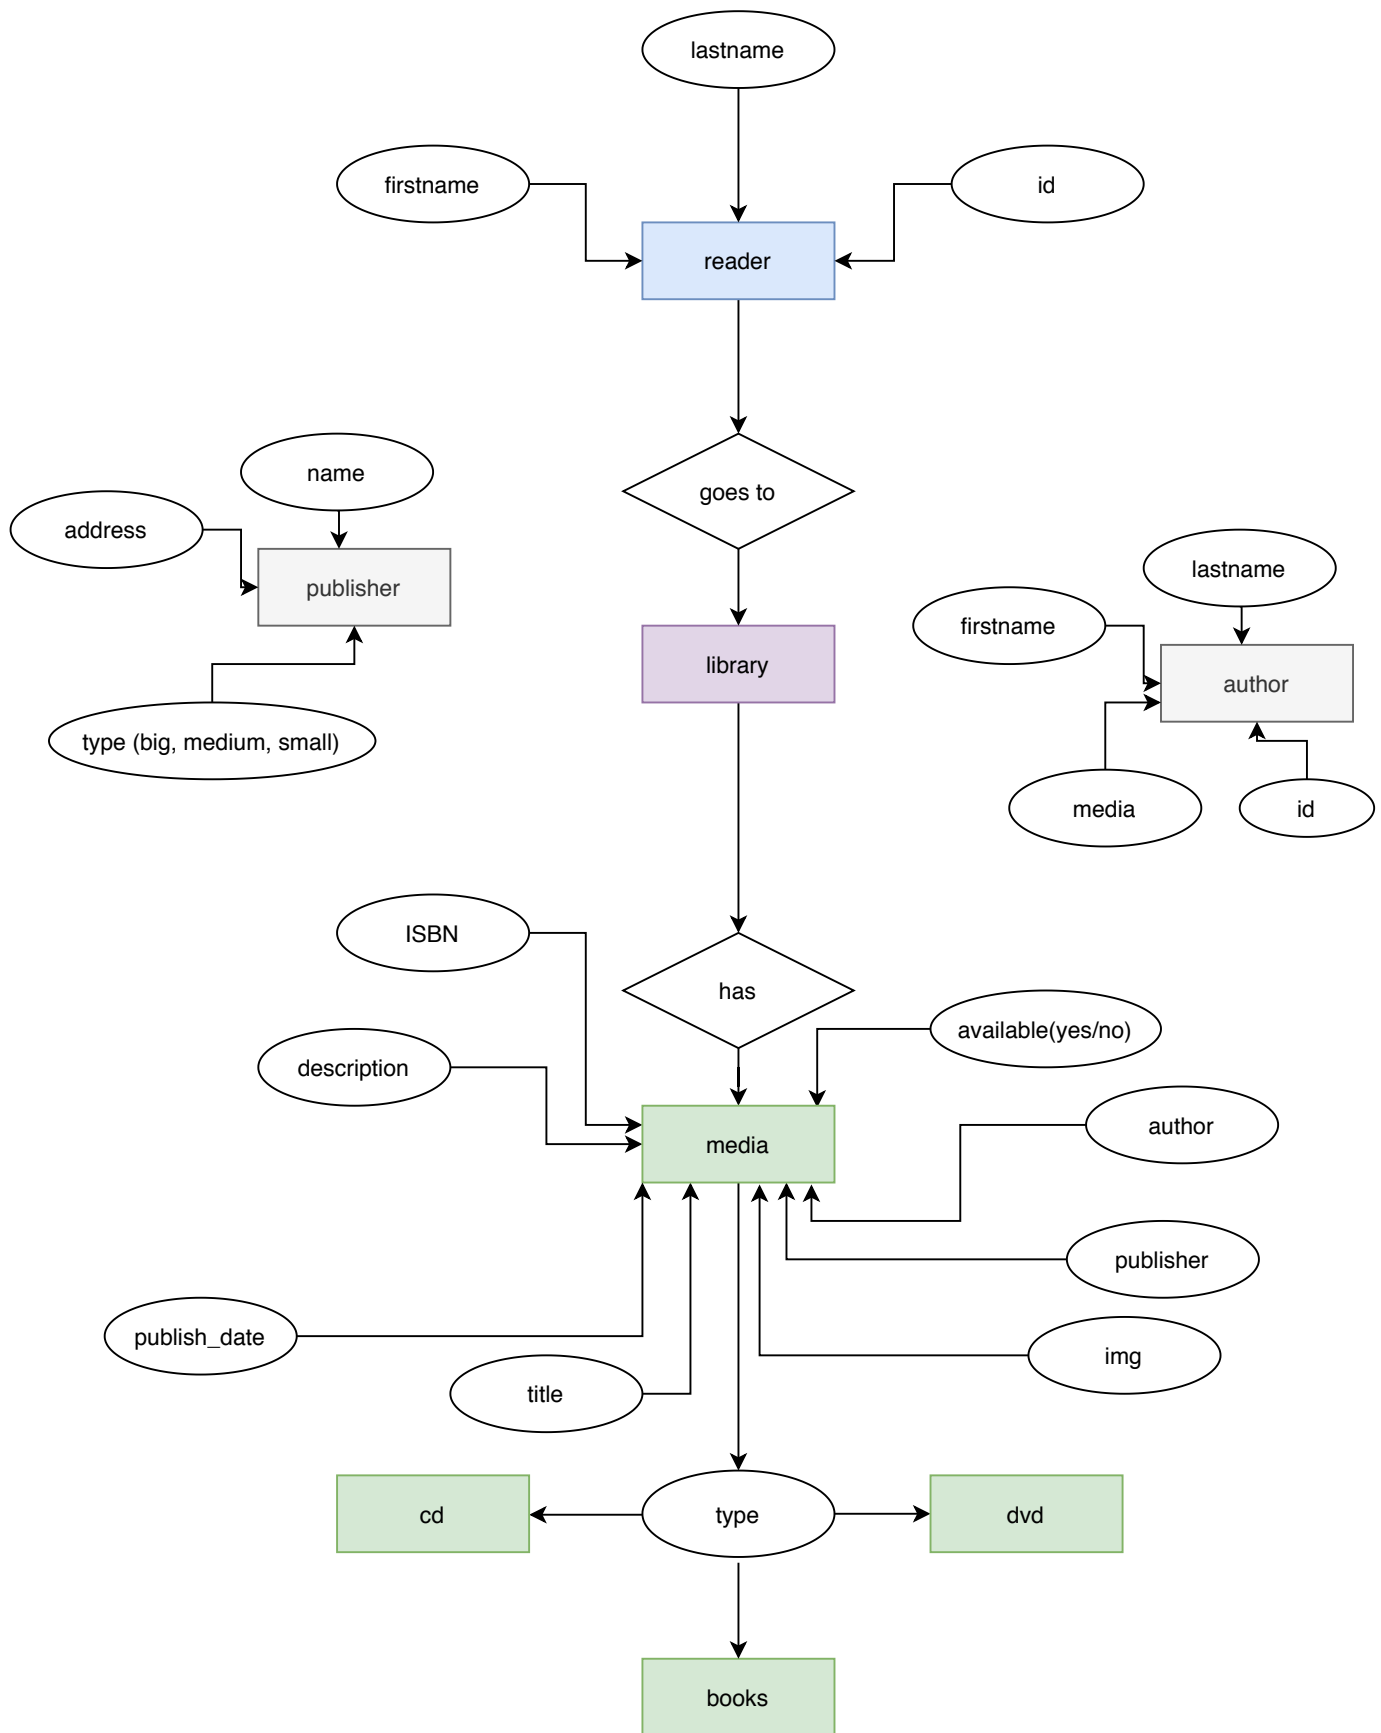 lastname
firstname
id
reader
goes to
name
address
publisher
type (big, medium, small)
library
lastname
firstname
author
media
id
ISBN
has
available(yes/no)
description
media
author
publisher
publish_date
img
title
cd
type
dvd
books